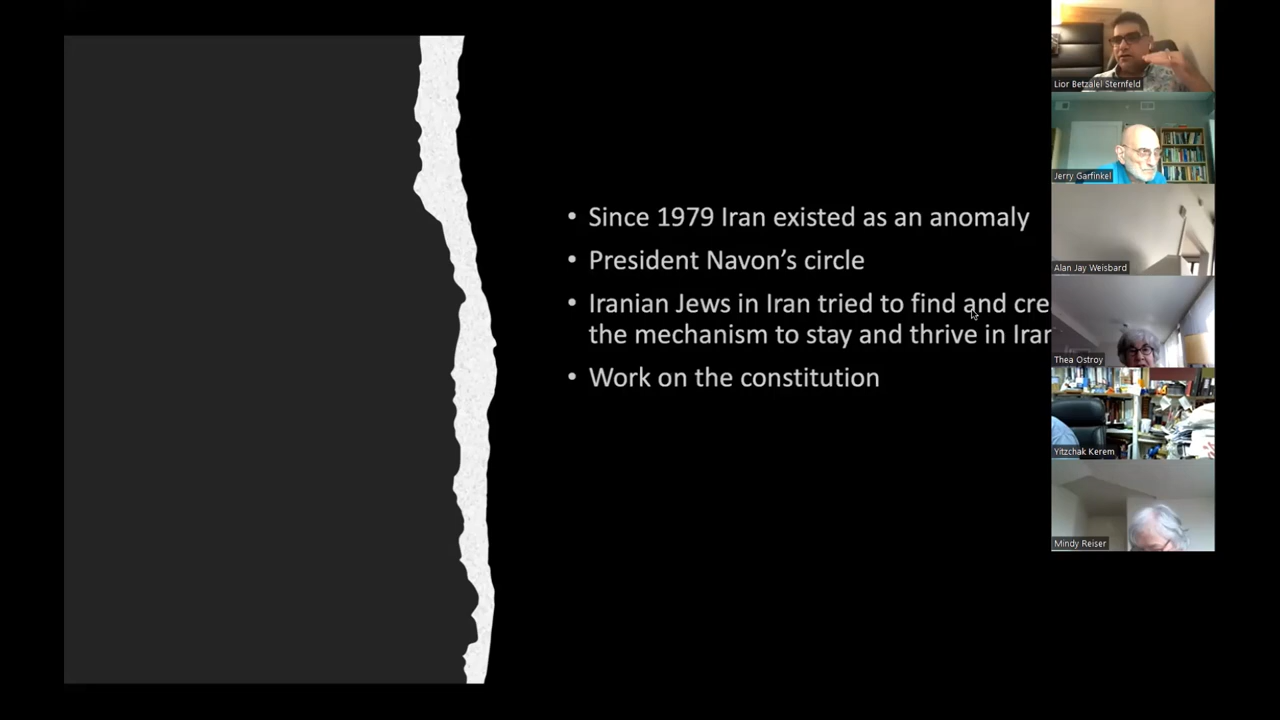 • Since 1979 Iran existed as an anomaly
• President Navon’s circle
• Iranian Jews in Iran tried to find and cre
the mechanism to stay and thrive in Iran
• Work on the constitution
Lior Betzalel Sternfeld
Jerry Garfinkel
Alan Jay Weisbard
Thea Ostroy
Yitzchak Kerem
Mindy Reiser